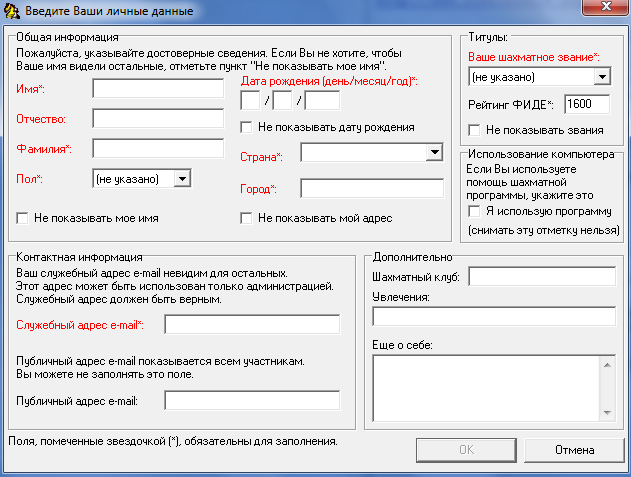 Введите Ваши личные данные
Общая информация
Пожалуйста, указывайте достоверные сведения. Если Вы не хотите, чтобы
Ваше имя видели остальные, отметьте пункт "Не показывать мое имя".
Имя*:
Дата рождения (день/месяц/год)*:
/ /
Отчество:
Не показывать дату рождения
Фамилия*:
Страна*:
Пол*: (не указано)
Город*:
Не показывать мое имя
Не показывать мой адрес
Титулы:
Ваше шахматное звание*:
(не указано)
Рейтинг ФИДЕ*: 1600
Не показывать звания
Использование компьютера
Если Вы используете
помощь шахматной
программы, укажите это
Я использую программу
(снимать эту отметку нельзя)
Контактная информация
Ваш служебный адрес e-mail невидим для остальных.
Этот адрес может быть использован только администрацией.
Служебный адрес должен быть верным.
Служебный адрес e-mail*:
Публичный адрес e-mail показывается всем участникам.
Вы можете не заполнять это поле.
Публичный адрес e-mail:
Дополнительно
Шахматный клуб:
Увлечения:
Еще о себе:
Поля, помеченные звездочкой (*), обязательны для заполнения.
OK
Отмена